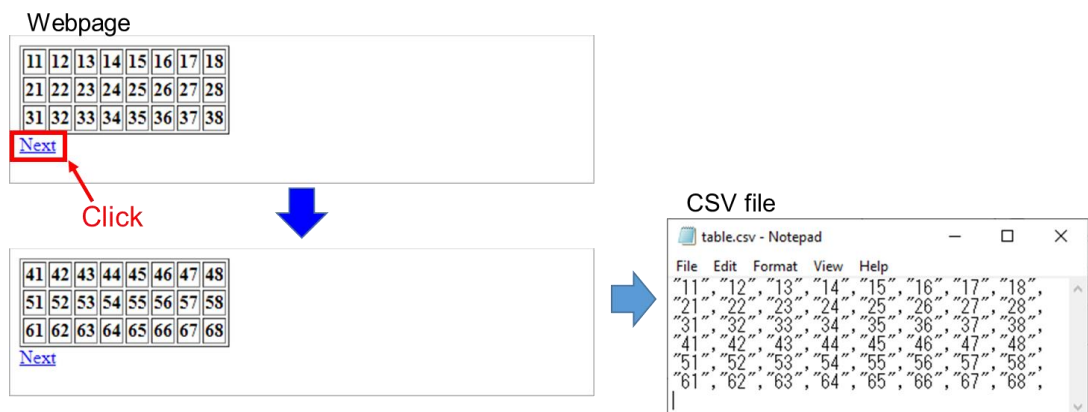 Webpage
11 12 13 14 15 16 17 18
21 22 23 24 25 26 27 28
31 32 33 34 35 36 37 38
Next
Click
41 42 43 44 45 46 47 48
51 52 53 54 55 56 57 58
61 62 63 64 65 66 67 68
Next
CSV file
table.csv - Notepad
File Edit Format View Help
"11","12","13","14","15","16","17","18",
"21","22","23","24","25","26","27","28",
"31","32","33","34","35","36","37","38",
"41","42","43","44","45","46","47","48",
"51","52","53","54","55","56","57","58",
"61","62","63","64","65","66","67","68",